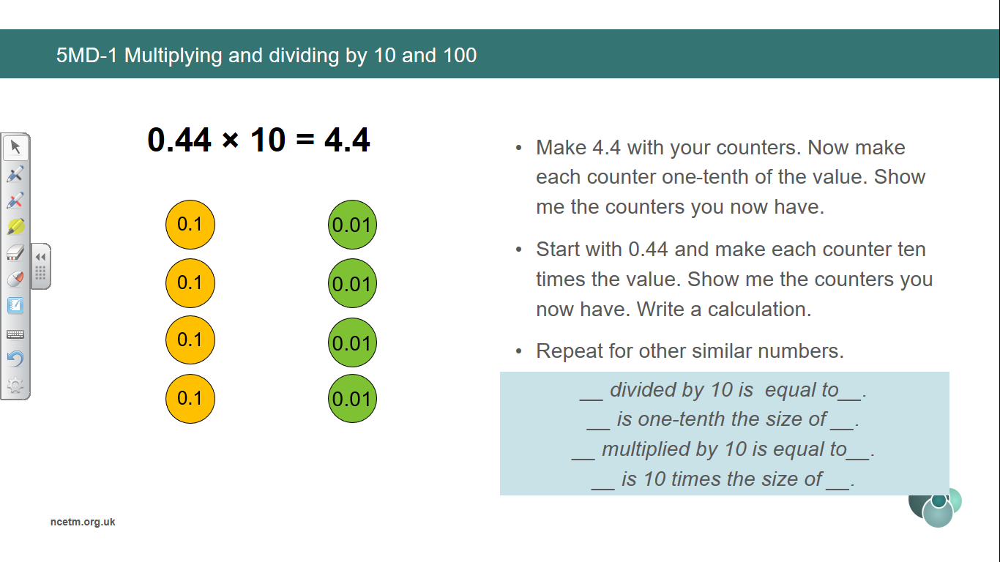 5MD-1 Multiplying and dividing by 10 and 100
0.44 × 10 = 4.4
0.1 0.01
0.1 0.01
0.1 0.01
0.1 0.01
• Make 4.4 with your counters. Now make
each counter one-tenth of the value. Show
me the counters you now have.
• Start with 0.44 and make each counter ten
times the value. Show me the counters you
now have. Write a calculation.
• Repeat for other similar numbers.
__ divided by 10 is  equal to__.
__ is one-tenth the size of __.
__ multiplied by 10 is equal to__.
__ is 10 times the size of __.
ncetm.org.uk